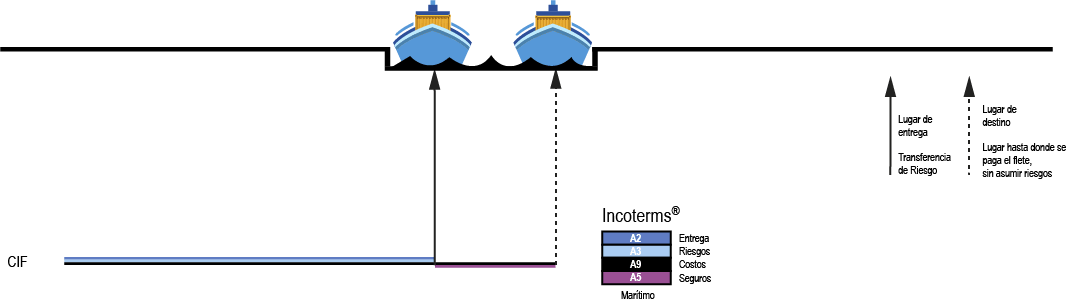 Lugar de
entrega
Transferencia
de Riesgo
Lugar de
destino
Lugar hasta donde se
paga el flete,
sin asumir riesgos
Incoterms®
A2 Entrega
A3 Riesgos
A9 Costos
A5 Seguros
Marítimo
CIF